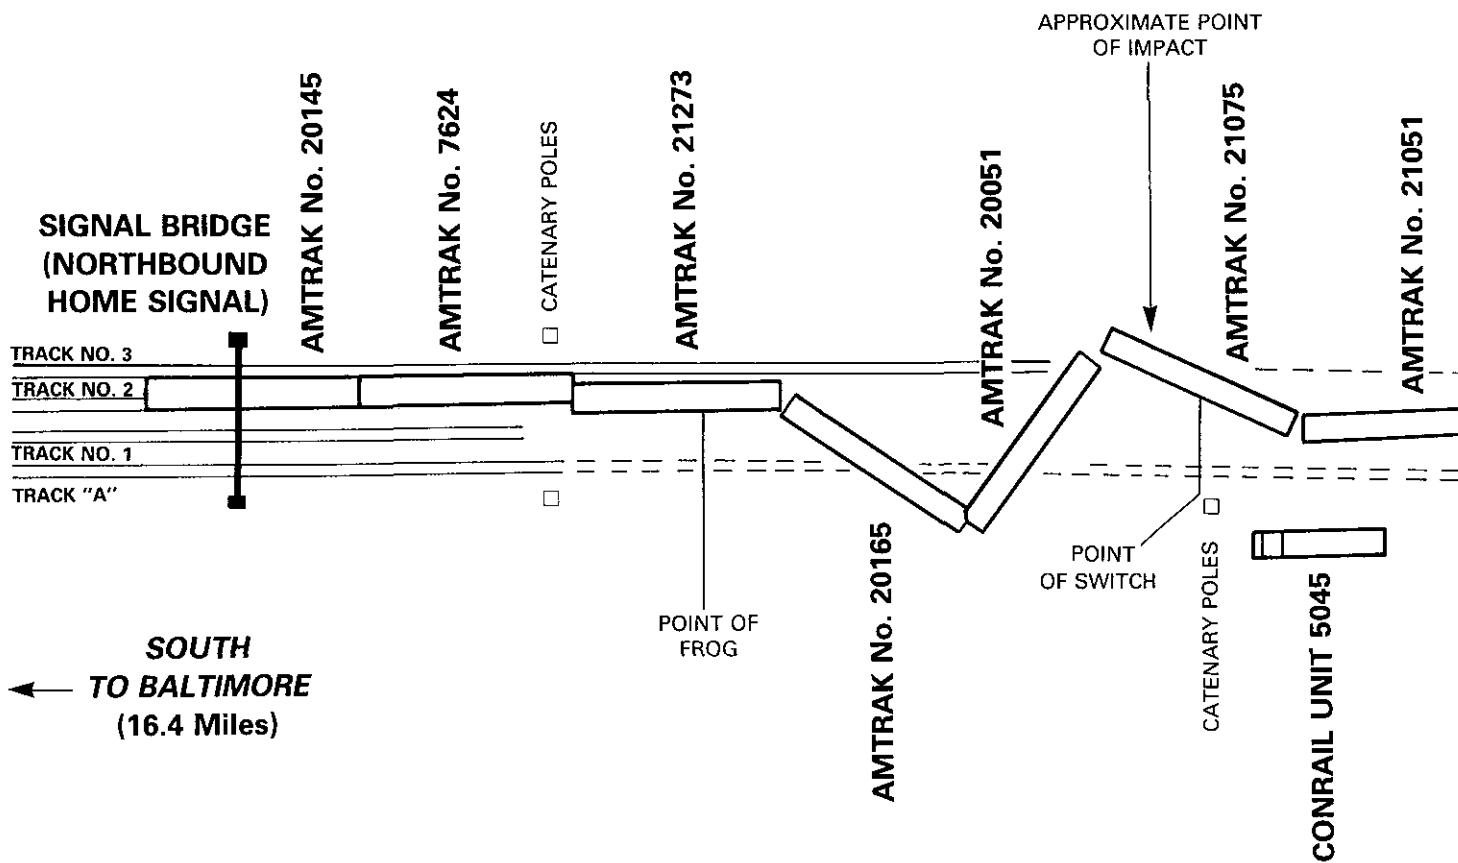 APPROXIMATE POINT
OF IMPACT
AMTRAK No. 20145
AMTRAK No. 7624
CATENARY POLES
AMTRAK No. 21273
AMTRAK No. 20051
AMTRAK No. 21075
AMTRAK No. 21051
SIGNAL BRIDGE
(NORTHBOUND
HOME SIGNAL)
TRACK NO. 3
TRACK NO. 2
TRACK NO. 1
TRACK "A"
POINT OF
FROG
AMTRAK No. 20165
POINT
OF SWITCH
CATENARY POLES
CONRAIL UNIT 5045
SOUTH
TO BALTIMORE
(16.4 Miles)